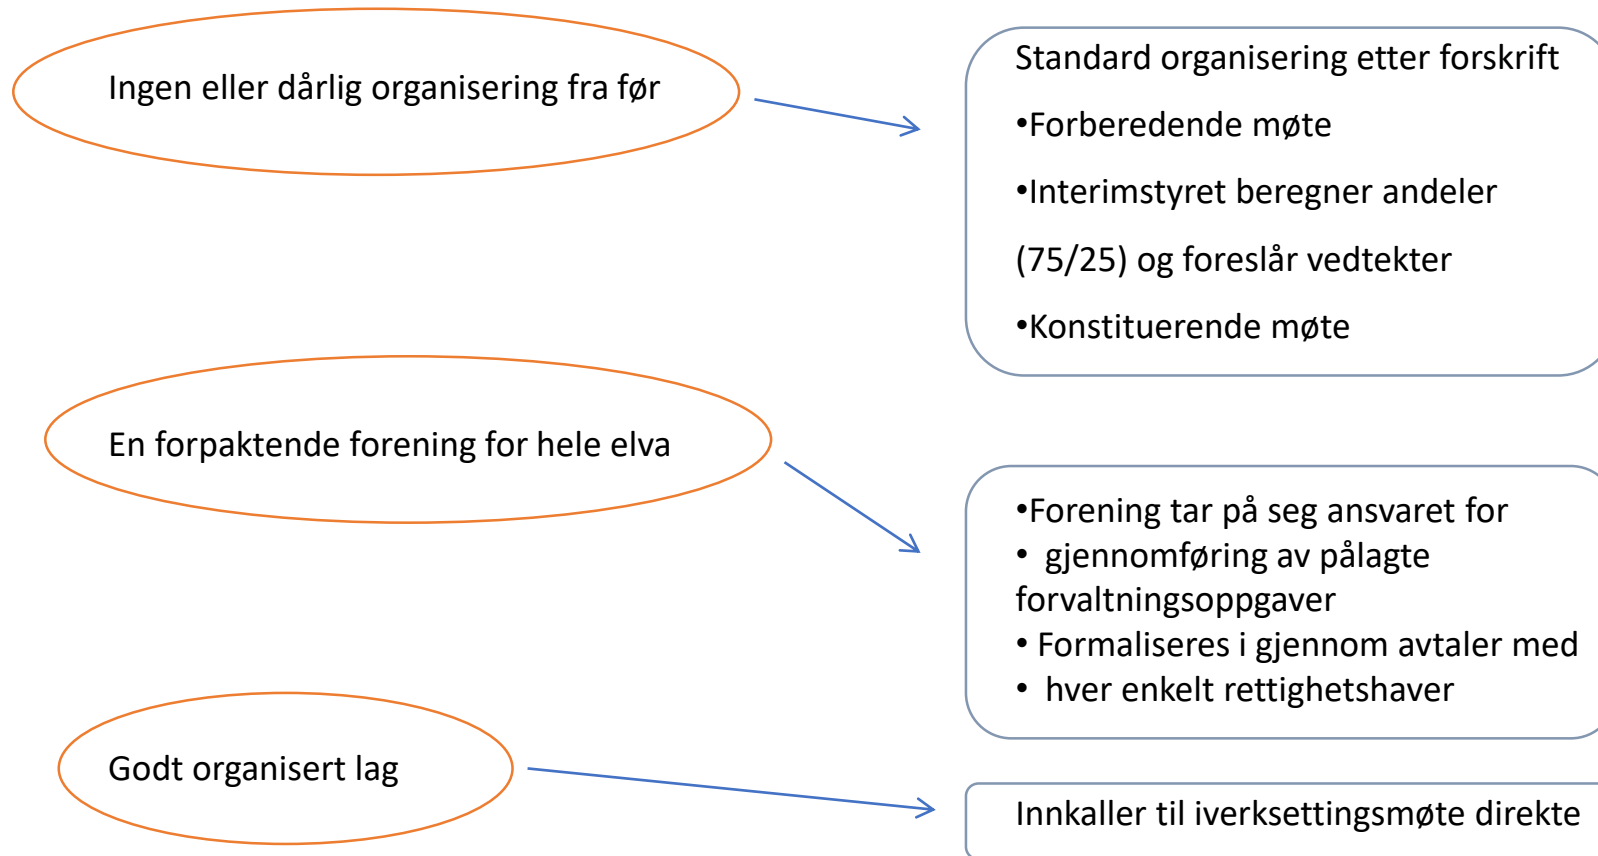 Ingen eller dårlig organisering fra før
Standard organisering etter forskrift
•Forberedende møte
•Interimstyret beregner andeler
(75/25) og foreslår vedtekter
•Konstituerende møte
En forpaktende forening for hele elva
•Forening tar på seg ansvaret for
• gjennomføring av pålagte
forvaltningsoppgaver
• Formaliseres i gjennom avtaler med
• hver enkelt rettighetshaver
Godt organisert lag
Innkaller til iverksettingsmøte direkte